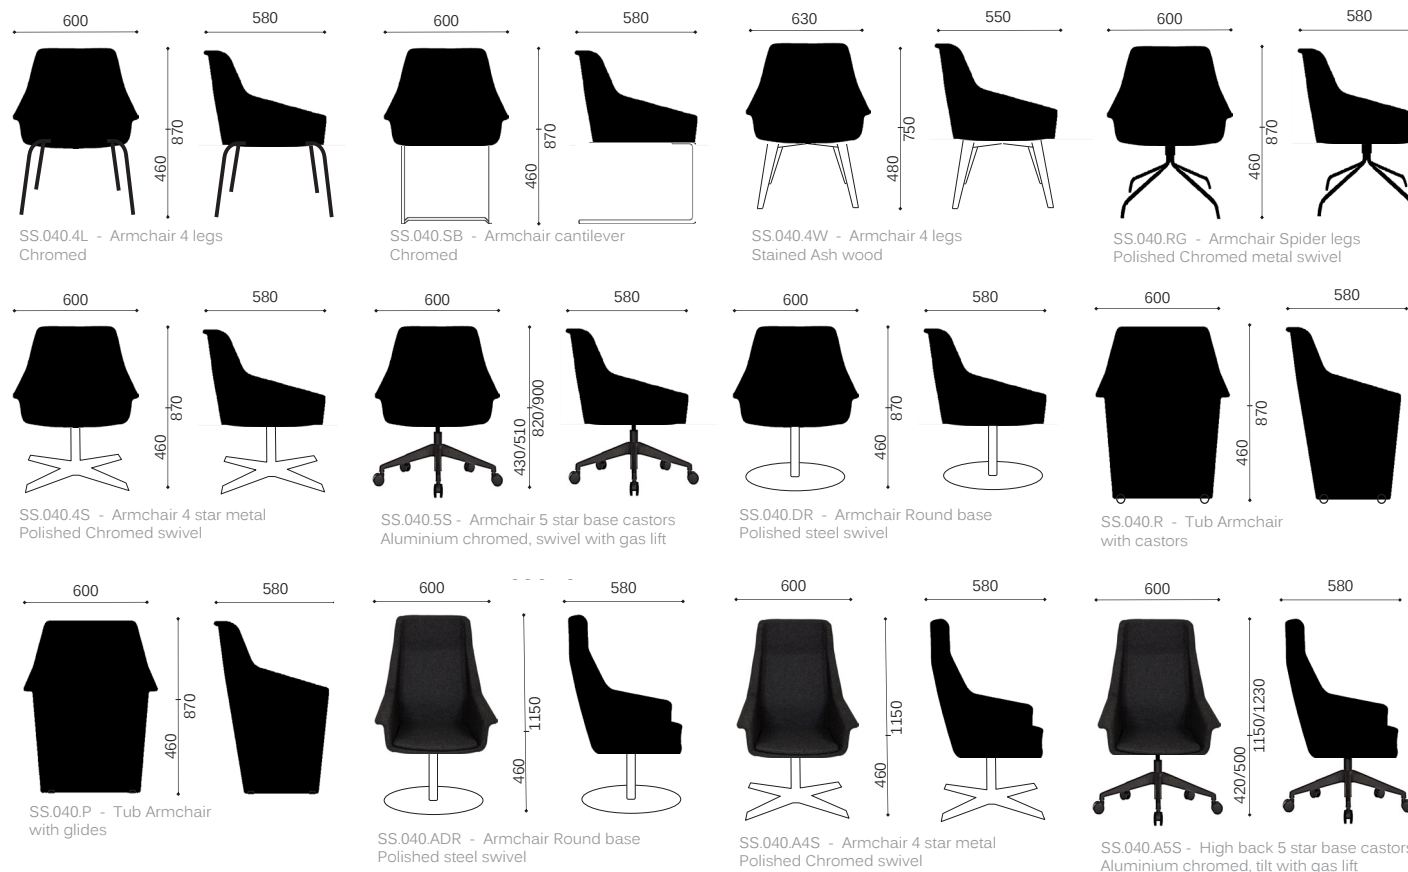 600
580
870
460
SS.040.4L - Armchair 4 legs
Chromed
600
580
870
460
SS.040.SB - Armchair cantilever
Chromed
630
550
750
480
SS.040.4W - Armchair 4 legs
Stained Ash wood
600
580
870
460
SS.040.RG - Armchair Spider legs
Polished Chromed metal swivel
600
580
870
460
SS.040.4S - Armchair 4 star metal
Polished Chromed swivel
600
580
820/900
430/510
SS.040.5S - Armchair 5 star base castors
Aluminium chromed, swivel with gas lift
600
580
870
460
SS.040.DR - Armchair Round base
Polished steel swivel
600
580
870
460
SS.040.R - Tub Armchair
with castors
600
580
870
460
SS.040.P - Tub Armchair
with glides
600
580
1150
460
SS.040.ADR - Armchair Round base
Polished steel swivel
600
580
1150
460
SS.040.A4S - Armchair 4 star metal
Polished Chromed swivel
600
580
1150/1230
420/500
SS.040.A5S - High back 5 star base castors
Aluminium chromed, tilt with gas lift